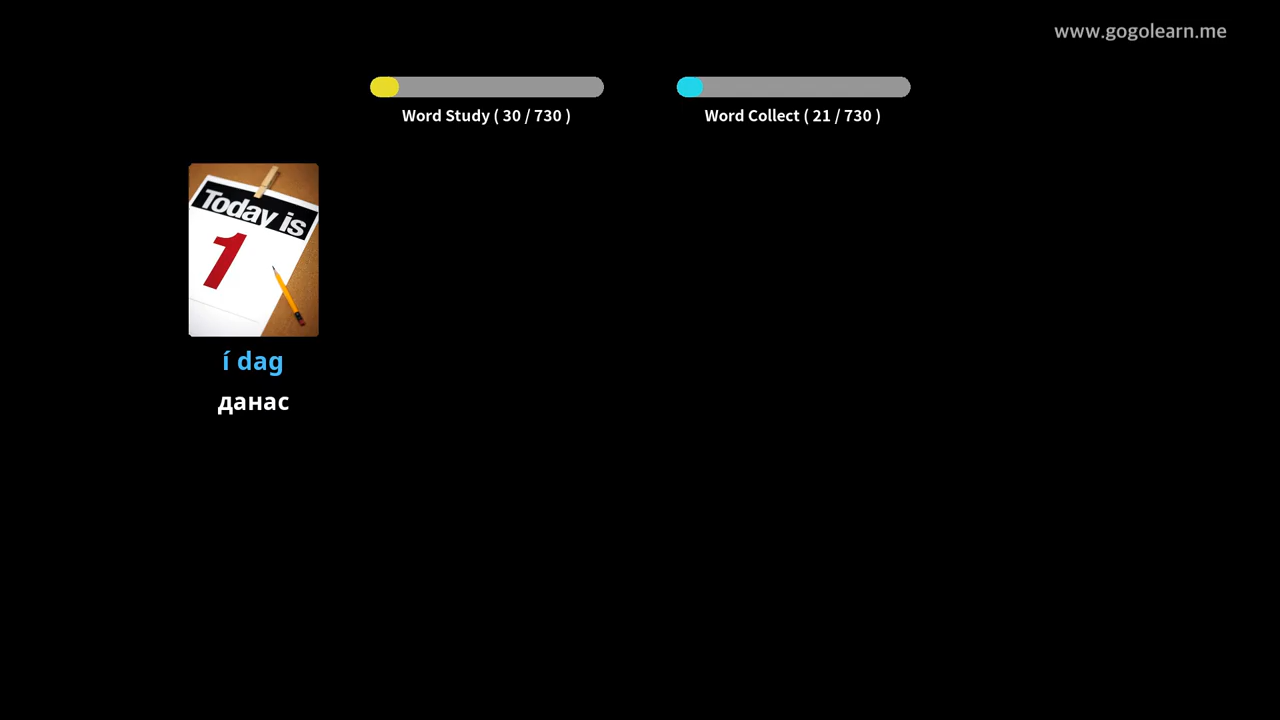 www.gogolearn.me
Word Study ( 30 / 730 )
Word Collect ( 21 / 730 )
Today is
1
í dag
данас